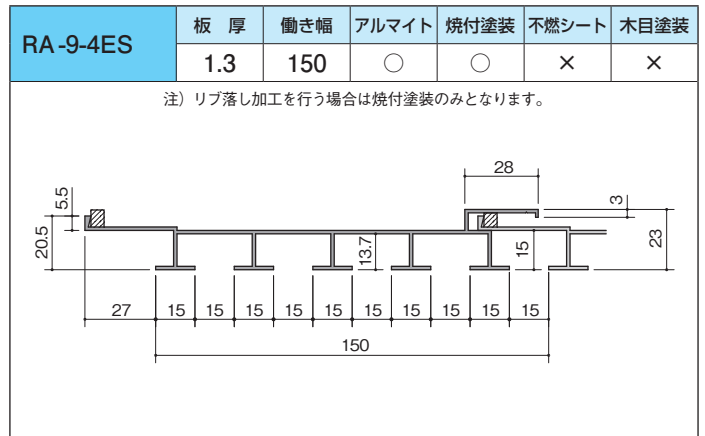 RA-9-4ES
板 厚 働き幅 アルマイト 焼付塗装 不燃シート 木目塗装
1.3 150 ○ ○ × ×
注）リブ落し加工を行う場合は焼付塗装のみとなります。
28
5.5
3
20.5
13.7
15
23
27 15 15 15 15 15 15 15 15 15 15
150